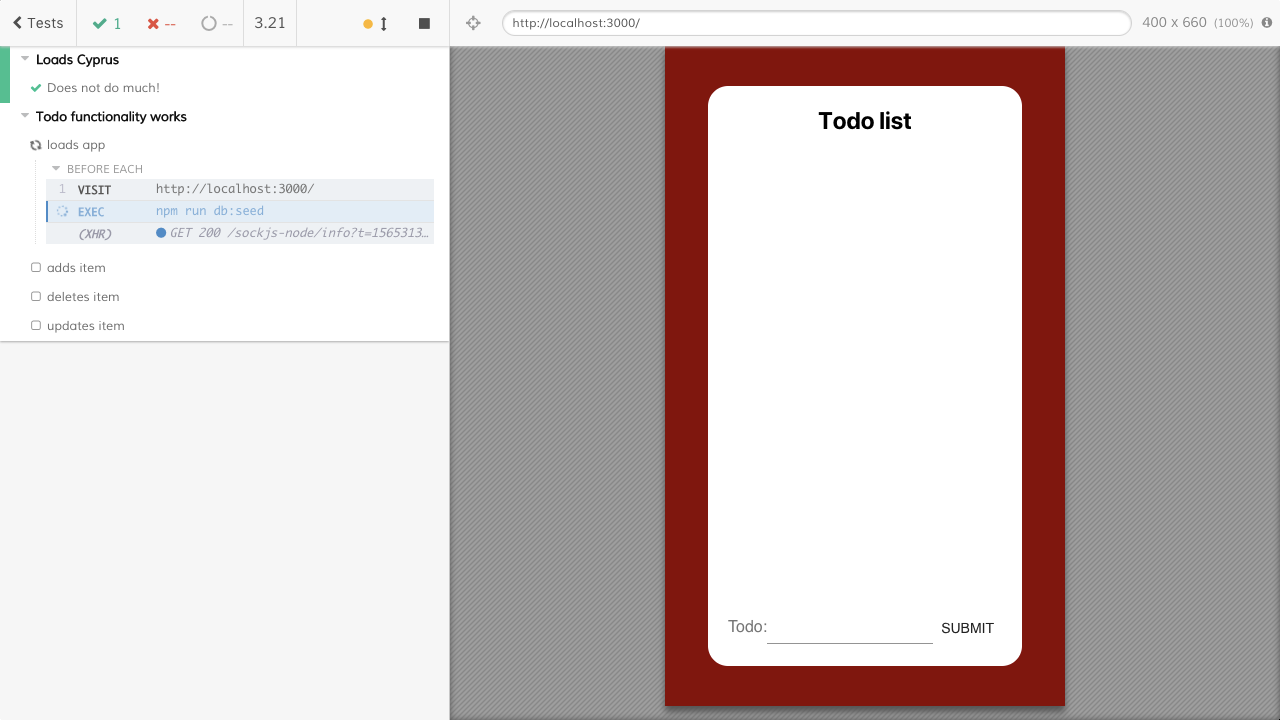 Tests 1 -- -- 3.21
http://localhost:3000/ 400 x 660 (100%)
Loads Cyprus
Does not do much!
Todo functionality works
loads app
BEFORE EACH
1 VISIT http://localhost:3000/
EXEC npm run db:seed
(XHR) GET 200 /sockjs-node/info?t=1565313…
adds item
deletes item
updates item
Todo list
Todo: SUBMIT